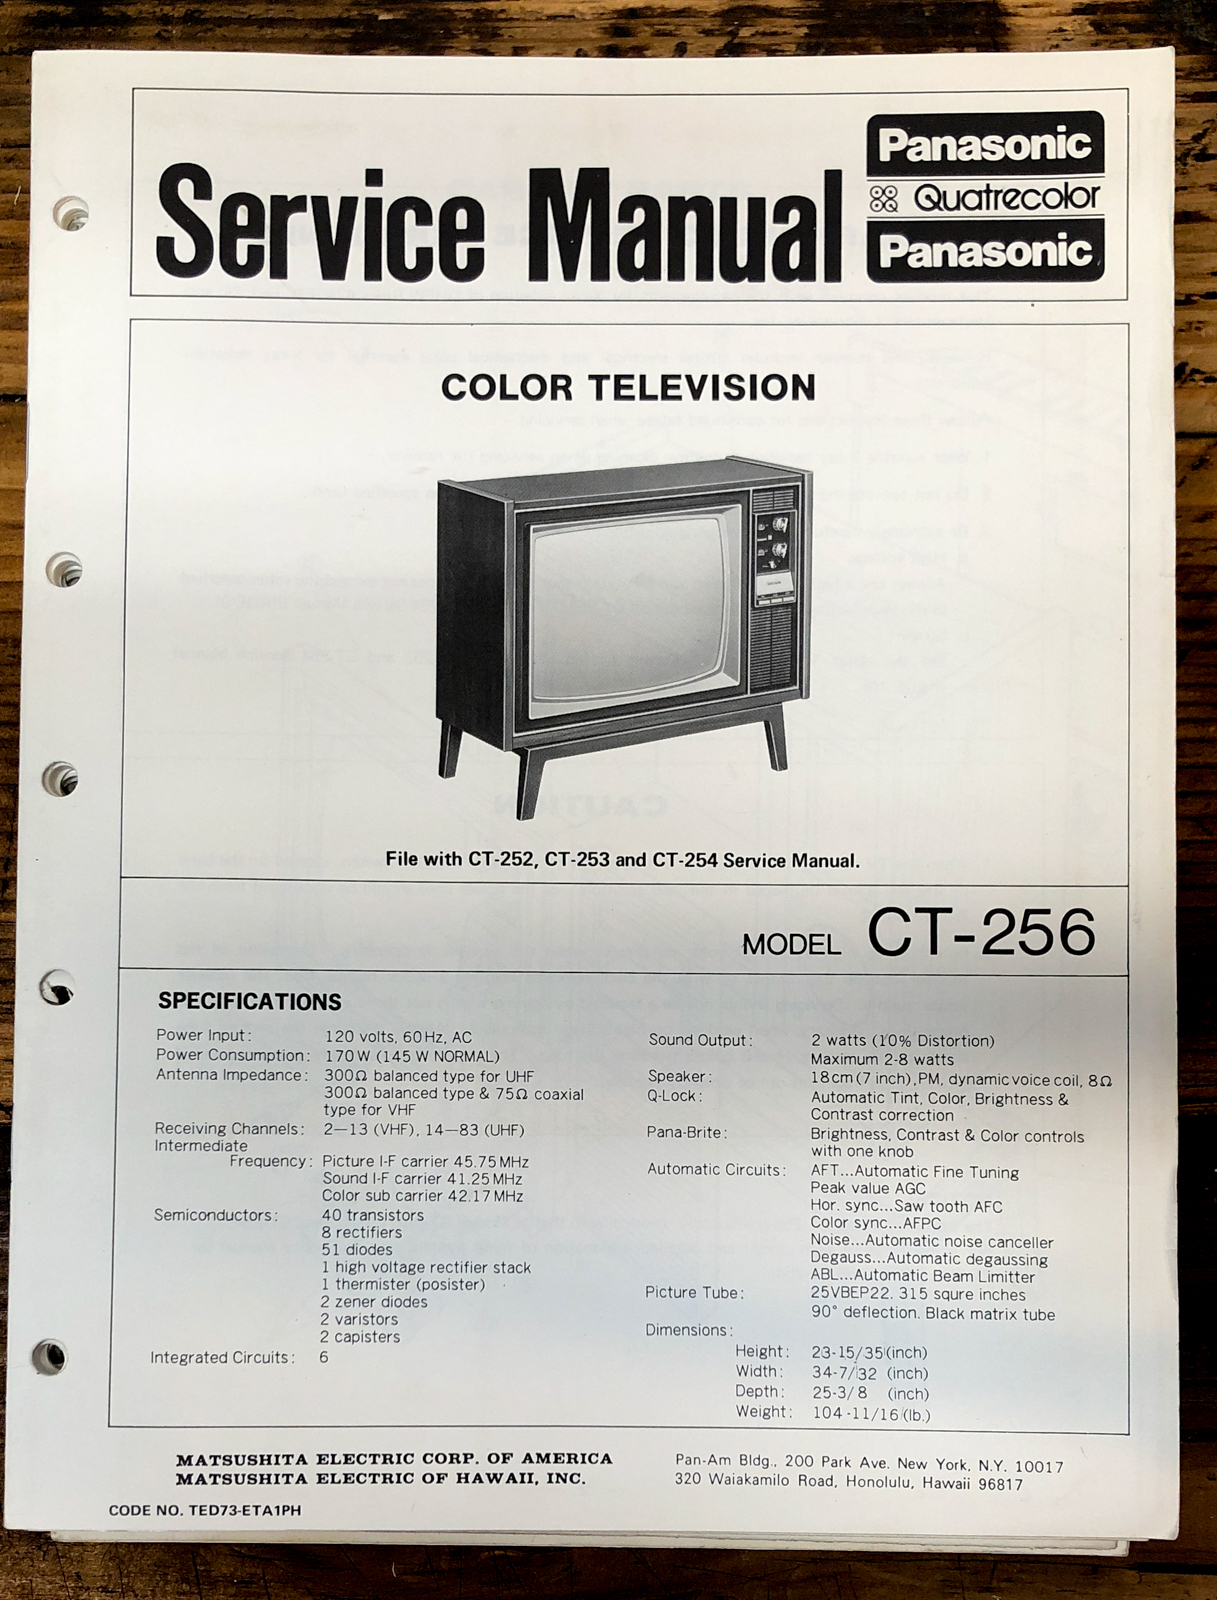 Service Manual
Panasonic
Quatrecolor
Panasonic
COLOR TELEVISION
File with CT-252, CT-253 and CT-254 Service Manual.
MODEL CT-256
SPECIFICATIONS
Power Input: 120 volts, 60Hz, AC
Power Consumption: 170W (145 W NORMAL)
Antenna Impedance: 300Ω balanced type for UHF
300Ω balanced type & 75Ω coaxial
type for VHF
Receiving Channels: 2—13 (VHF), 14—83 (UHF)
Intermediate
Frequency: Picture I-F carrier 45.75MHz
Sound I-F carrier 41.25MHz
Color sub carrier 42.17MHz
Semiconductors: 40 transistors
8 rectifiers
51 diodes
1 high voltage rectifier stack
1 thermister (posister)
2 zener diodes
2 varistors
2 capisters
Integrated Circuits: 6
Sound Output: 2 watts (10% Distortion)
Maximum 2-8 watts
Speaker: 18cm(7 inch),PM, dynamic voice coil, 8Ω
Q-Lock: Automatic Tint, Color, Brightness &
Contrast correction
Pana-Brite: Brightness, Contrast & Color controls
with one knob
Automatic Circuits: AFT...Automatic Fine Tuning
Peak value AGC
Hor. sync...Saw tooth AFC
Color sync...AFPC
Noise...Automatic noise canceller
Degauss...Automatic degaussing
ABL...Automatic Beam Limitter
Picture Tube: 25VBEP22. 315 squre inches
90° deflection. Black matrix tube
Dimensions:
Height: 23-15/35(inch)
Width: 34-7/32 (inch)
Depth: 25-3/8 (inch)
Weight: 104-11/16(lb.)
MATSUSHITA ELECTRIC CORP. OF AMERICA
MATSUSHITA ELECTRIC OF HAWAII, INC.
Pan-Am Bldg., 200 Park Ave. New York, N.Y. 10017
320 Waiakamilo Road, Honolulu, Hawaii 96817
CODE NO. TED73-ETA1PH